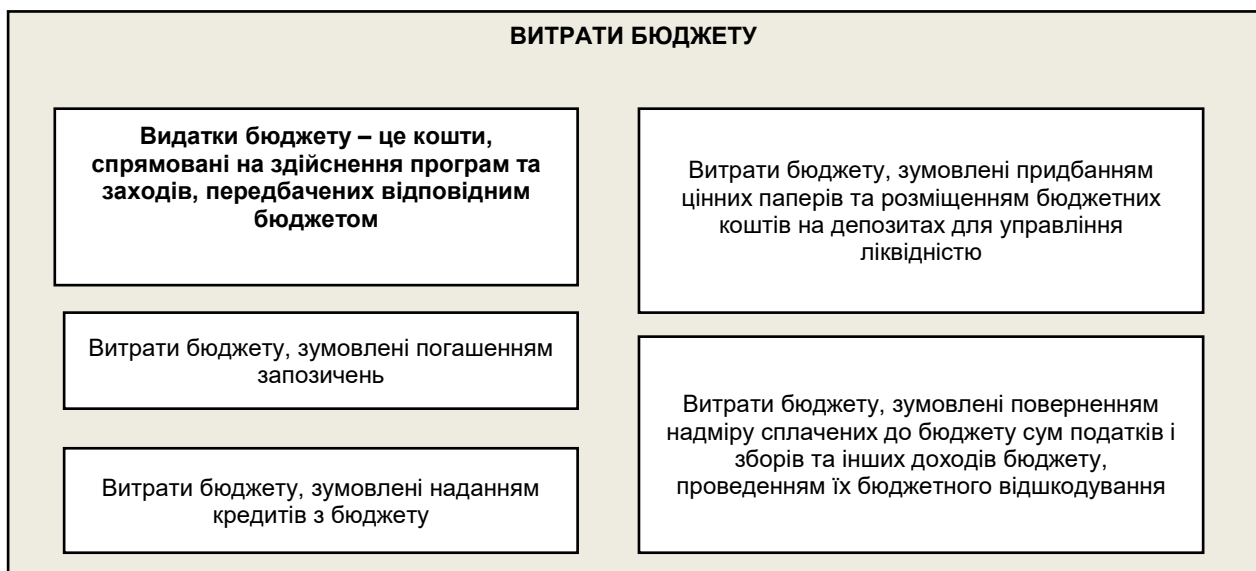 ВИТРАТИ БЮДЖЕТУ
Видатки бюджету – це кошти,
спрямовані на здійснення програм та
заходів, передбачених відповідним
бюджетом
Витрати бюджету, зумовлені погашенням
запозичень
Витрати бюджету, зумовлені наданням
кредитів з бюджету
Витрати бюджету, зумовлені придбанням
цінних паперів та розміщенням бюджетних
коштів на депозитах для управління
ліквідністю
Витрати бюджету, зумовлені поверненням
надміру сплачених до бюджету сум податків і
зборів та інших доходів бюджету,
проведенням їх бюджетного відшкодування